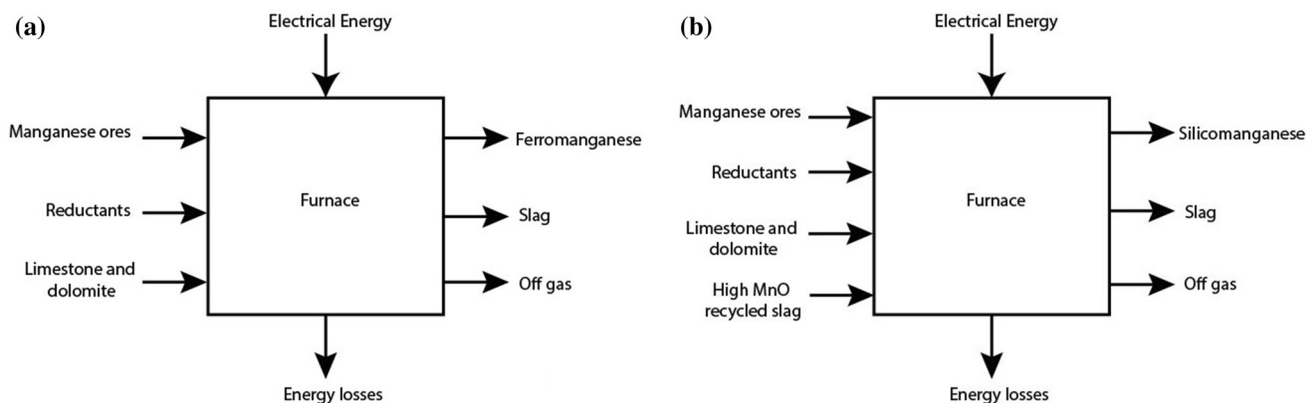 (a)
Electrical Energy
Manganese ores
Reductants
Limestone and
dolomite
Furnace
Ferromanganese
Slag
Off gas
Energy losses
(b)
Electrical Energy
Manganese ores
Reductants
Limestone and
dolomite
High MnO
recycled slag
Furnace
Silicomanganese
Slag
Off gas
Energy losses